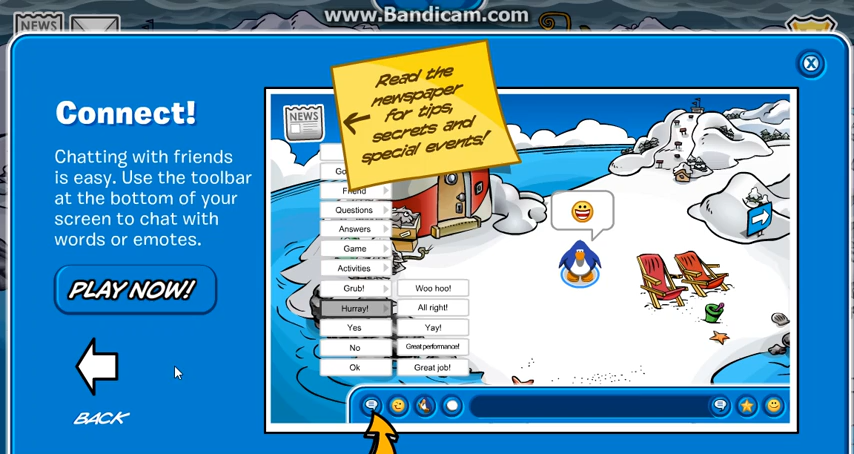 www.Bandicam.com
NEWS
Connect!
Chatting with friends
is easy. Use the toolbar
at the bottom of your
screen to chat with
words or emotes.
PLAY NOW!
BACK
NEWS
Read the
newspaper
for tips,
secrets and
special events!
Friend
Questions
Answers
Game
Activities
Grub!
Hurray!
Yes
No
Ok
Woo hoo!
All right!
Yay!
Great performance!
Great job!
X